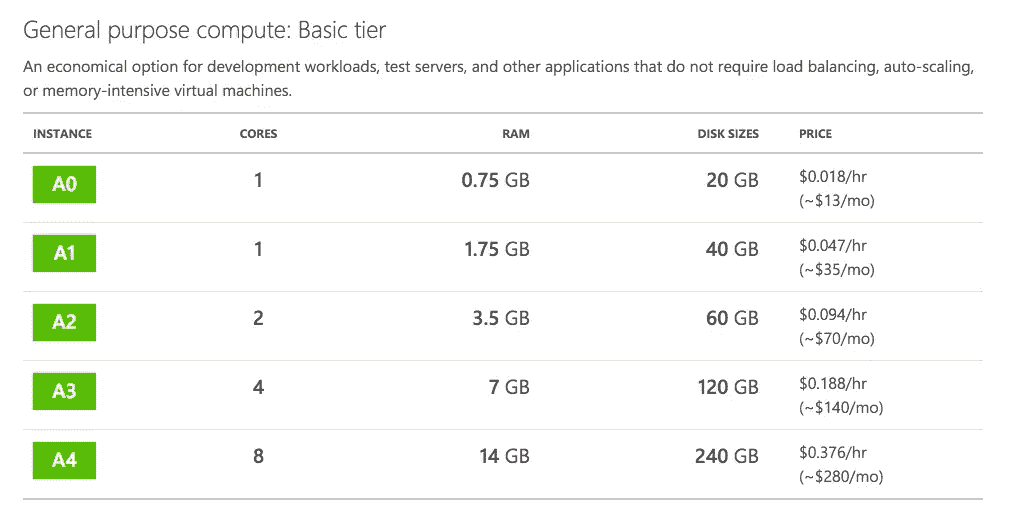 General purpose compute: Basic tier
An economical option for development workloads, test servers, and other applications that do not require load balancing, auto-scaling,
or memory-intensive virtual machines.
INSTANCE CORES RAM DISK SIZES PRICE
A0 1 0.75 GB 20 GB $0.018/hr
(~$13/mo)
A1 1 1.75 GB 40 GB $0.047/hr
(~$35/mo)
A2 2 3.5 GB 60 GB $0.094/hr
(~$70/mo)
A3 4 7 GB 120 GB $0.188/hr
(~$140/mo)
A4 8 14 GB 240 GB $0.376/hr
(~$280/mo)